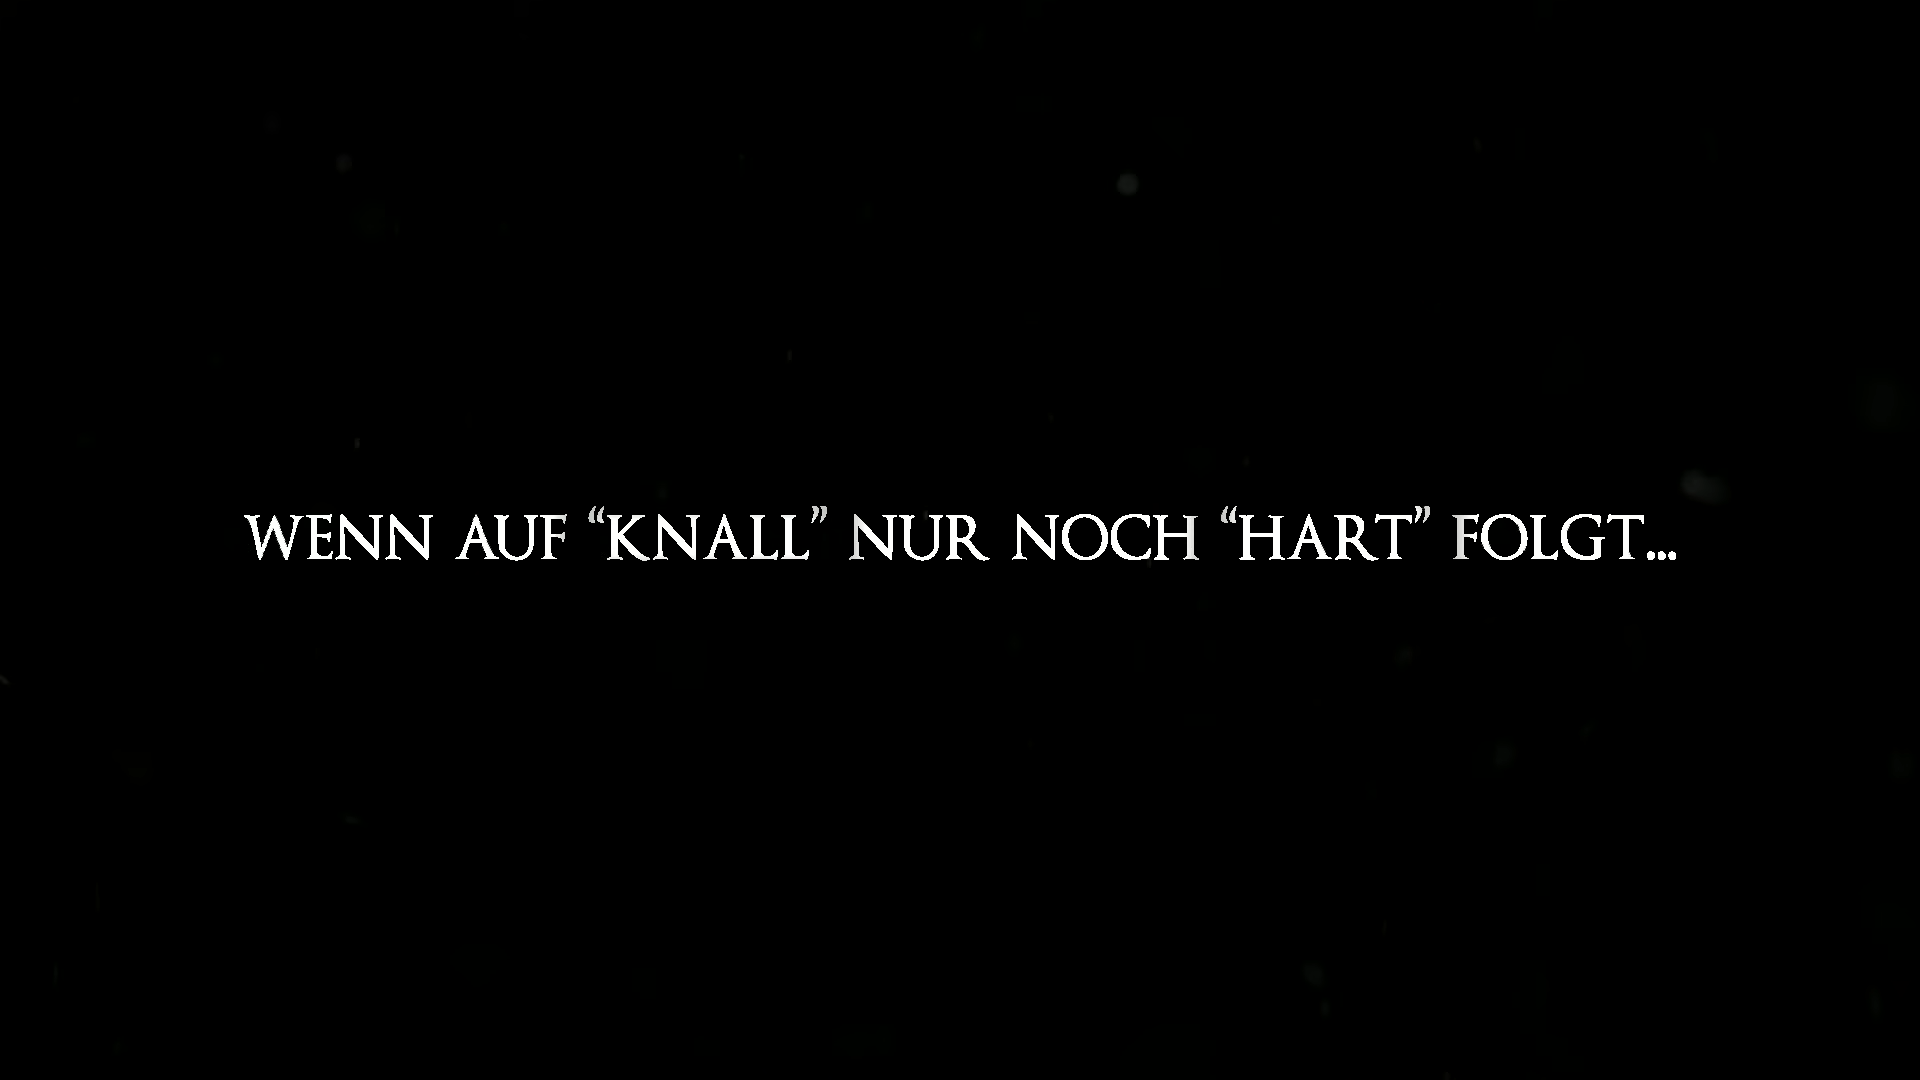 WENN AUF “KNALL” NUR NOCH “HART” FOLGT...